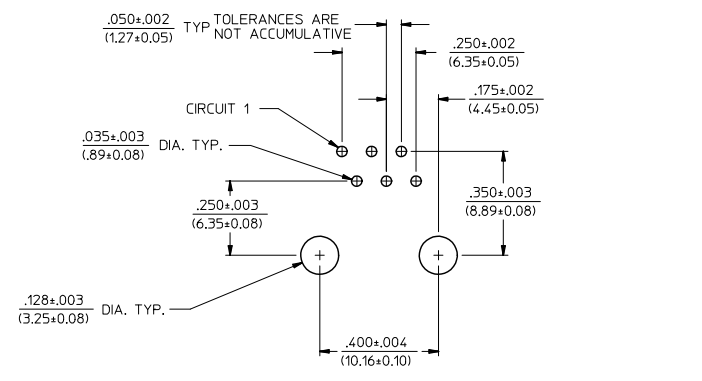 .050±.002 TYP TOLERANCES ARE
(1.27±0.05) NOT ACCUMULATIVE
.250±.002
(6.35±0.05)
.175±.002
(4.45±0.05)
CIRCUIT 1
.035±.003 DIA. TYP.
(.89±0.08)
.250±.003
(6.35±0.08)
.350±.003
(8.89±0.08)
.128±.003 DIA. TYP.
(3.25±0.08)
.400±.004
(10.16±0.10)